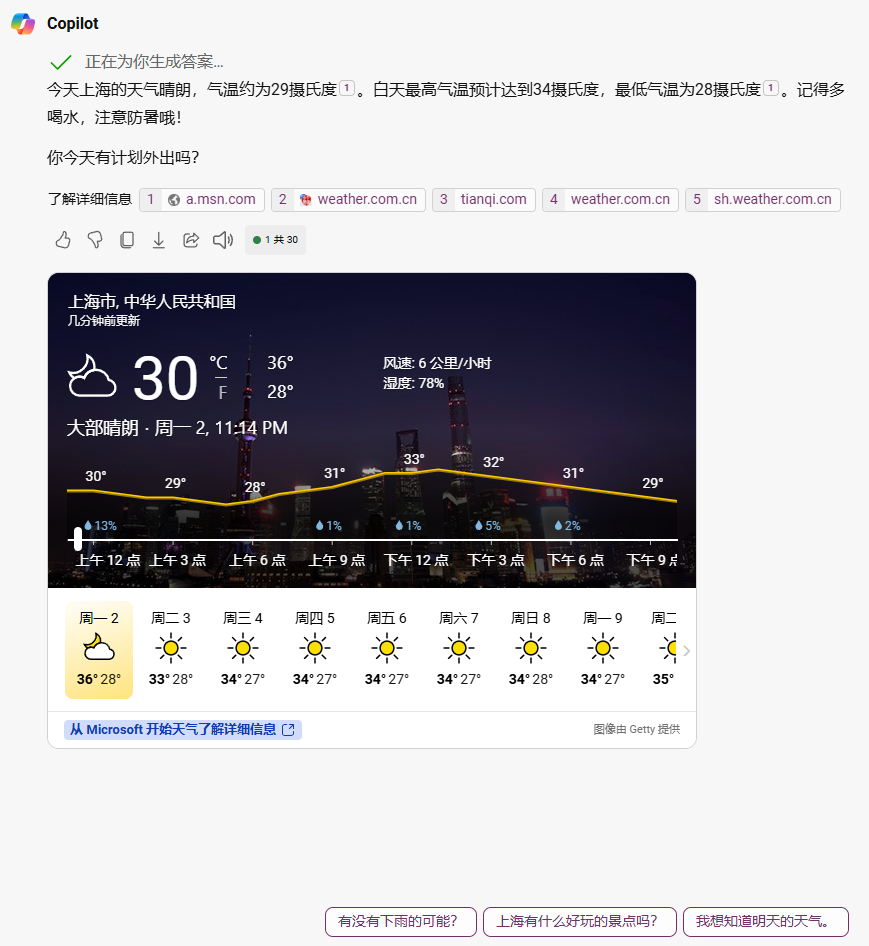 Copilot
正在为你生成答案...
今天上海的天气晴朗，气温约为29摄氏度 1 。白天最高气温预计达到34摄氏度，最低气温为28摄氏度 1 。记得多
喝水，注意防暑哦！
你今天有计划外出吗？
了解详细信息 1 a.msn.com 2 weather.com.cn 3 tianqi.com 4 weather.com.cn 5 sh.weather.com.cn
1 共 30
上海市, 中华人民共和国
几分钟前更新
30 °C F 36° 28°
风速: 6 公里/小时
湿度: 78%
大部晴朗 · 周一 2, 11:14 PM
30° 29° 28° 31° 33° 32° 31° 29°
13% 1% 1% 5% 2%
上午 12 点 上午 3 点 上午 6 点 上午 9 点 下午 12 点 下午 3 点 下午 6 点 下午 9 点
周一 2 周二 3 周三 4 周四 5 周五 6 周六 7 周日 8 周一 9 周二
36° 28° 33° 28° 34° 27° 34° 27° 34° 27° 34° 27° 34° 28° 34° 27° 35°
从 Microsoft 开始天气了解详细信息
图像由 Getty 提供
有没有下雨的可能？ 上海有什么好玩的景点吗？ 我想知道明天的天气。